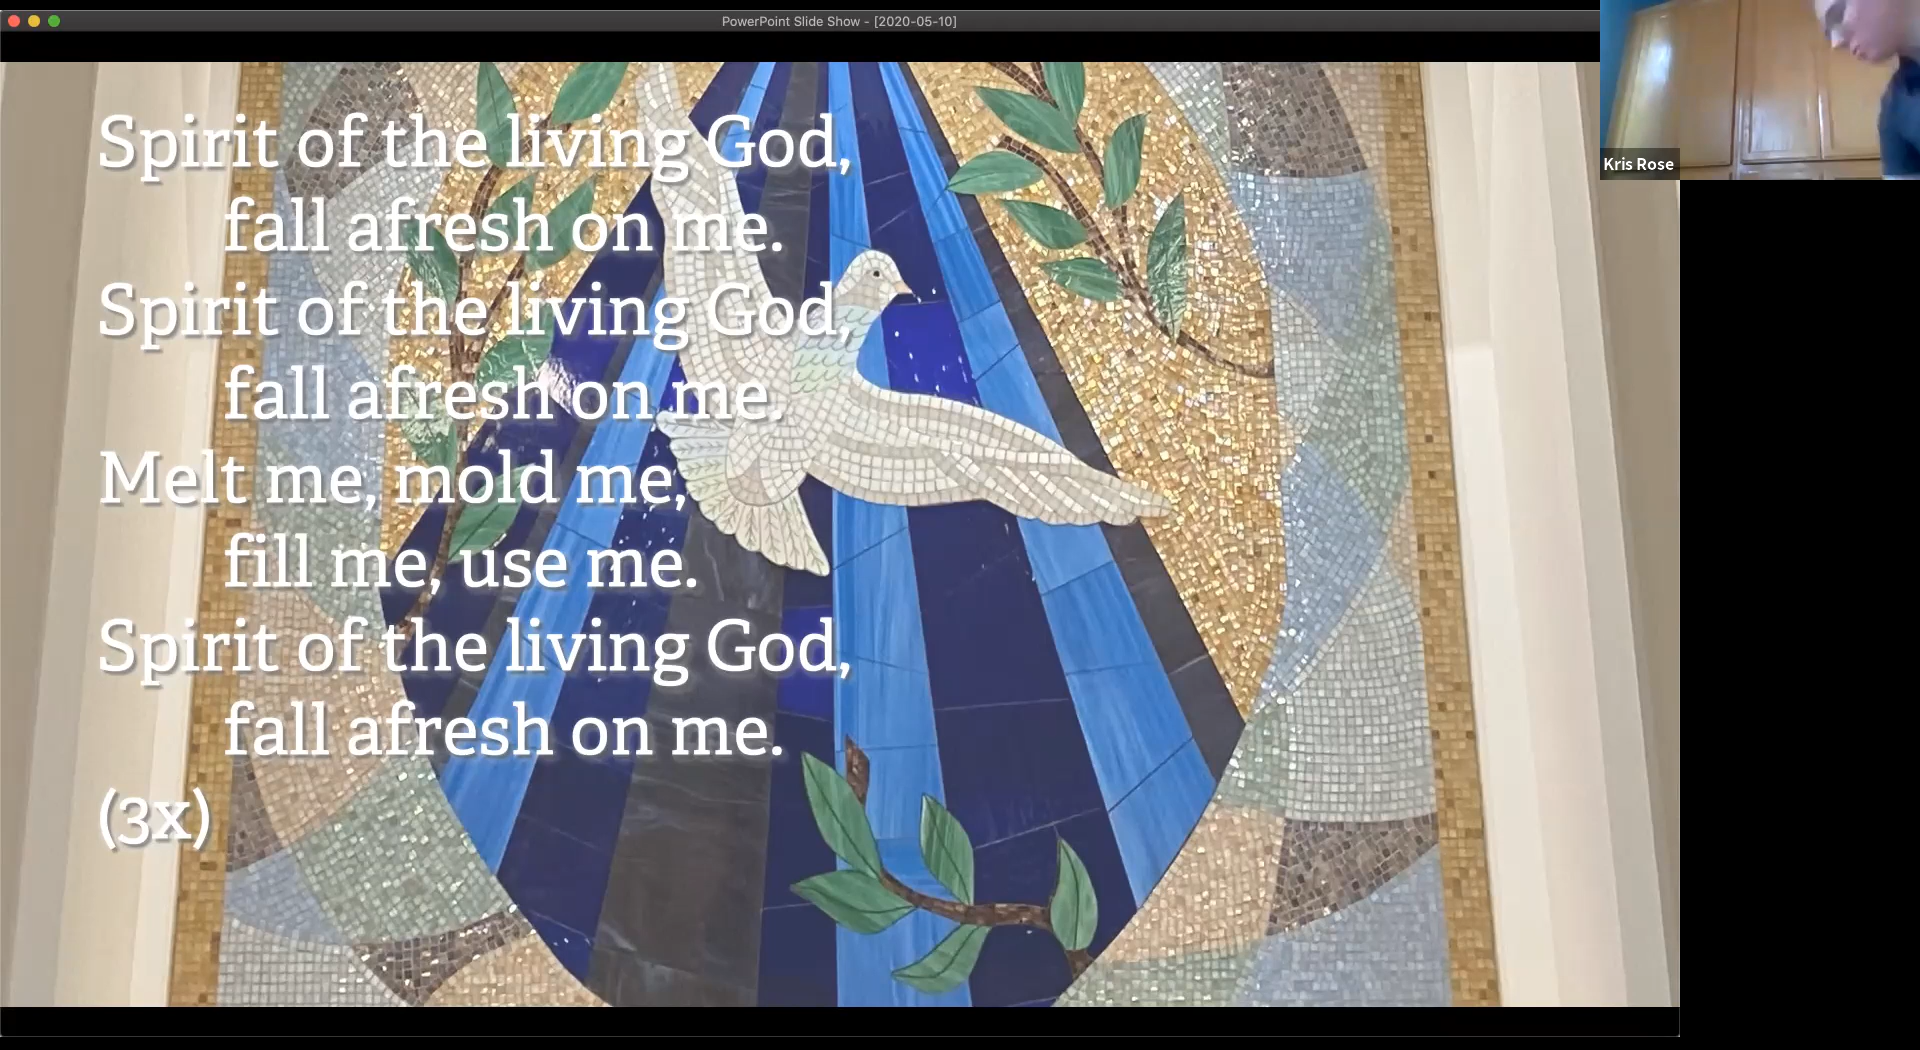 PowerPoint Slide Show - [2020-05-10]
Spirit of the living God,
fall afresh on me.
Spirit of the living God,
fall afresh on me.
Melt me, mold me,
fill me, use me.
Spirit of the living God,
fall afresh on me.
(3x)
Kris Rose